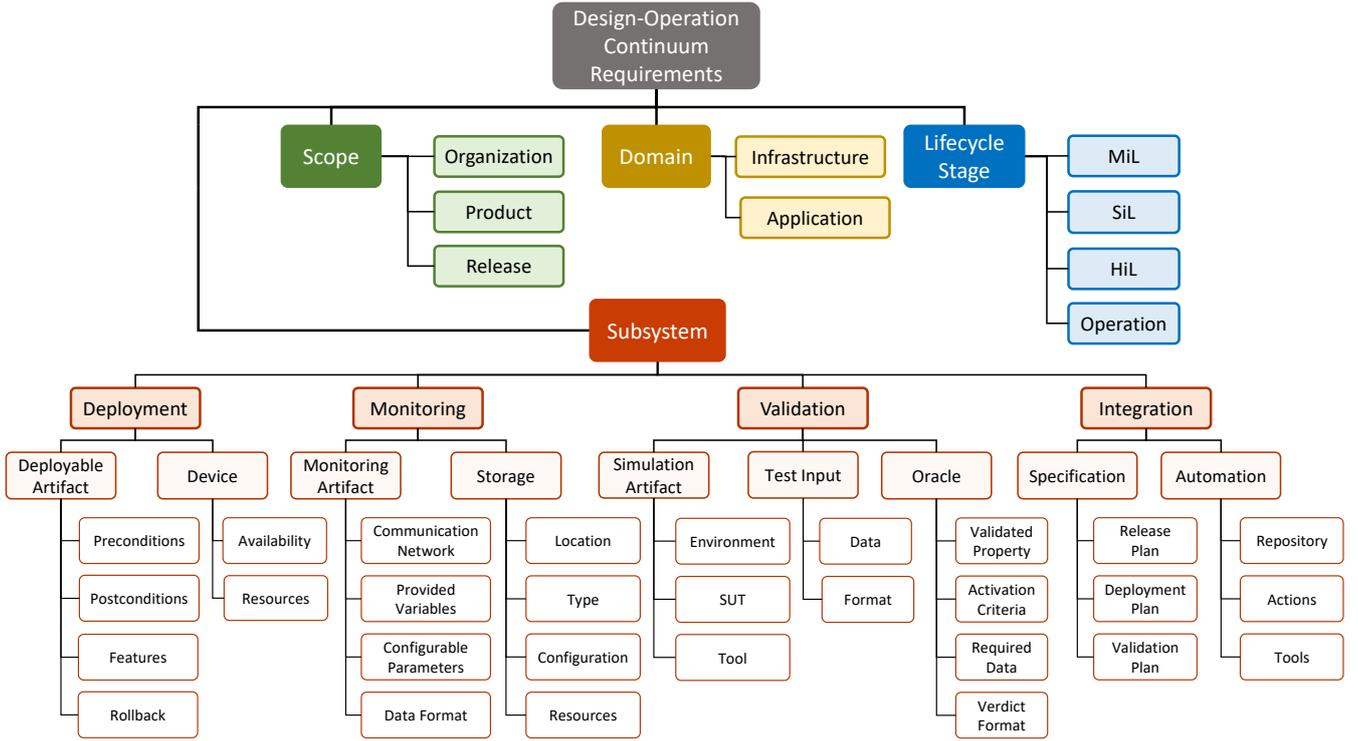 Design-Operation
Continuum
Requirements
Scope
Organization
Product
Release
Domain
Infrastructure
Application
Lifecycle
Stage
MiL
SiL
HiL
Operation
Subsystem
Deployment
Monitoring
Validation
Integration
Deployable
Artifact
Device
Monitoring
Artifact
Storage
Simulation
Artifact
Test Input
Oracle
Specification
Automation
Preconditions
Postconditions
Features
Rollback
Availability
Resources
Communication
Network
Provided
Variables
Configurable
Parameters
Data Format
Location
Type
Configuration
Resources
Environment
SUT
Tool
Data
Format
Validated
Property
Activation
Criteria
Required
Data
Verdict
Format
Release
Plan
Deployment
Plan
Validation
Plan
Repository
Actions
Tools